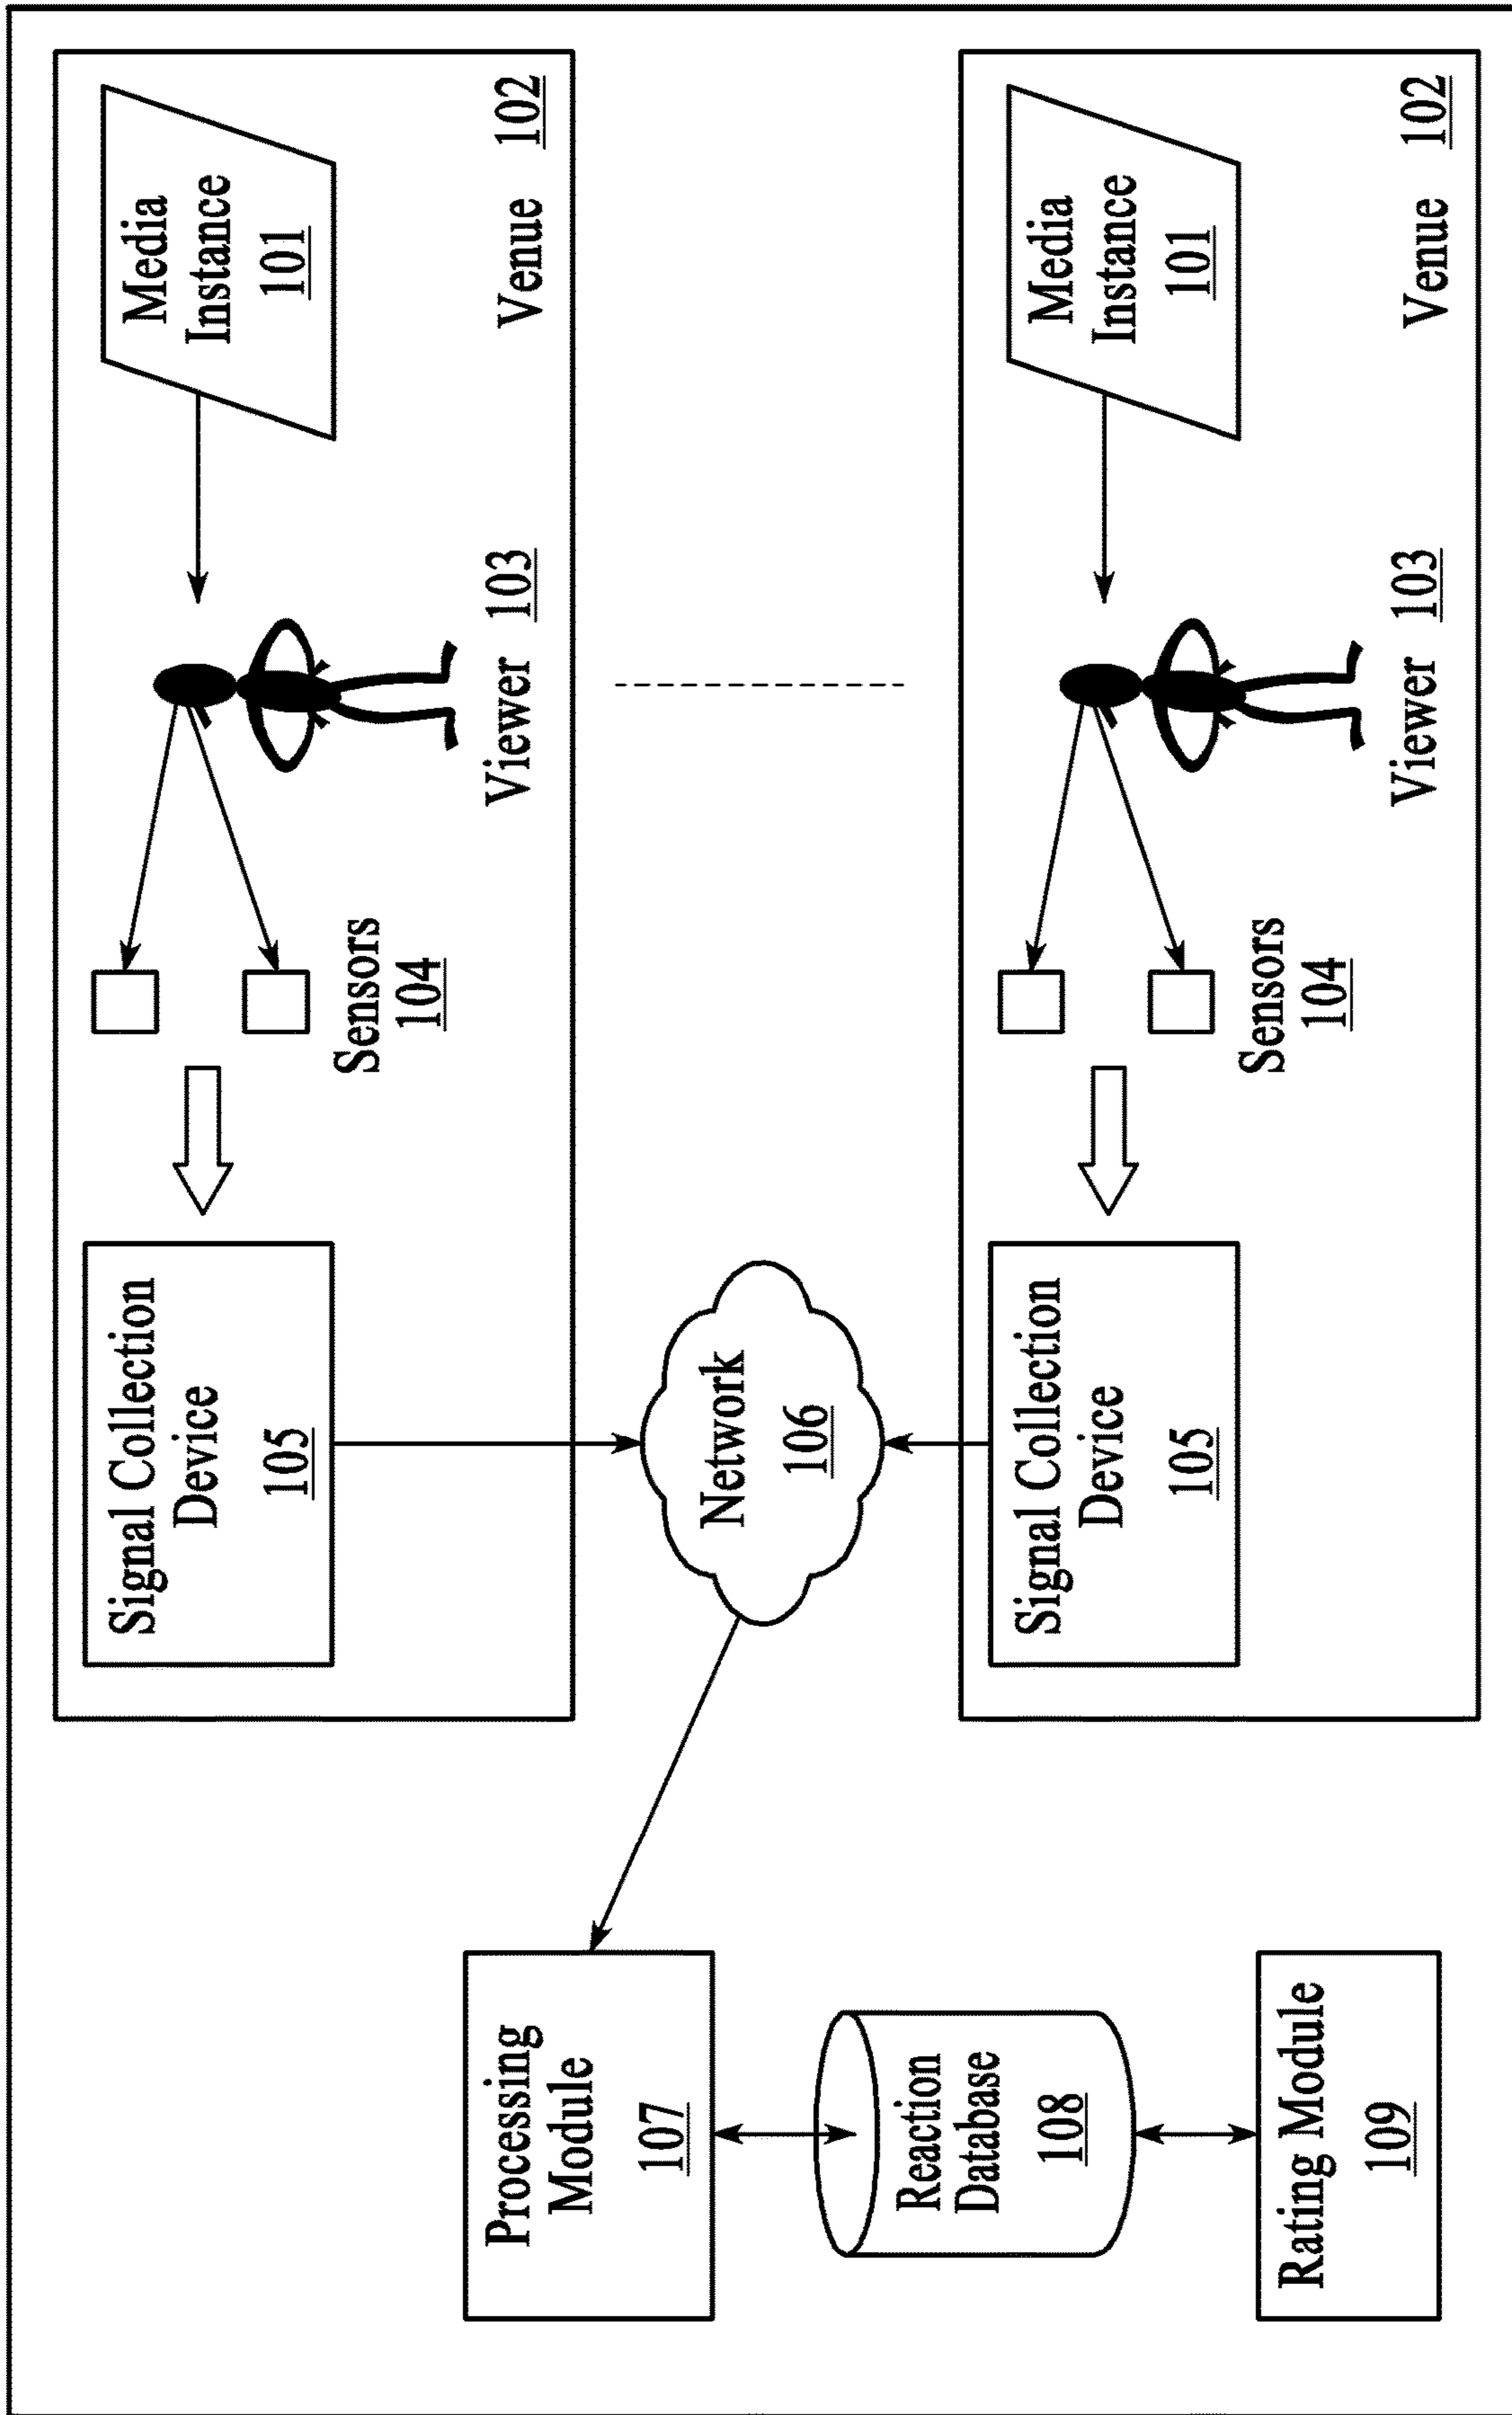 Media
Instance
101
Venue 102
Viewer 103
Sensors
104
Signal Collection
Device
105
Network
106
Media
Instance
101
Venue 102
Viewer 103
Sensors
104
Signal Collection
Device
105
Processing
Module
107
Reaction
Database
108
Rating Module
109